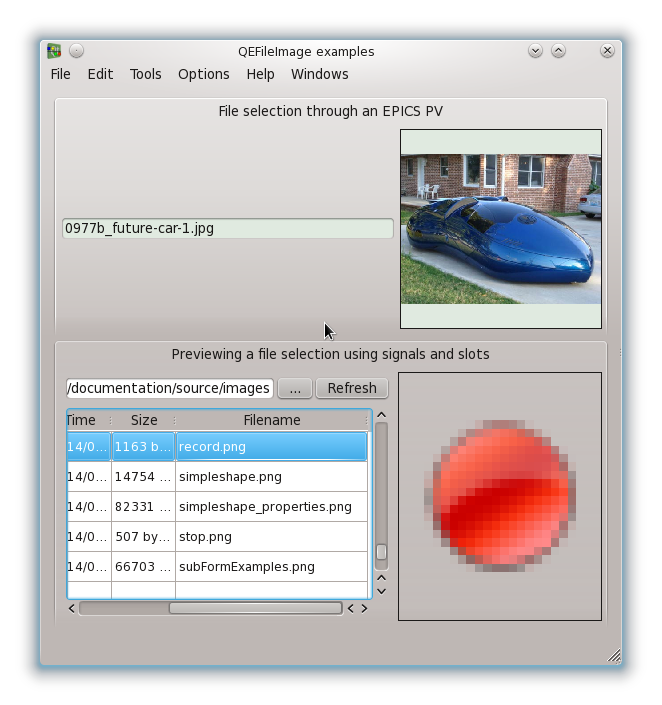 QEFileImage examples
File Edit Tools Options Help Windows
File selection through an EPICS PV
0977b_future-car-1.jpg
Previewing a file selection using signals and slots
/documentation/source/images ... Refresh
Time Size Filename
14/0... 1163 b... record.png
14/0... 14754 ... simpleshape.png
14/0... 82331 ... simpleshape_properties.png
14/0... 507 by... stop.png
14/0... 66703 ... subFormExamples.png